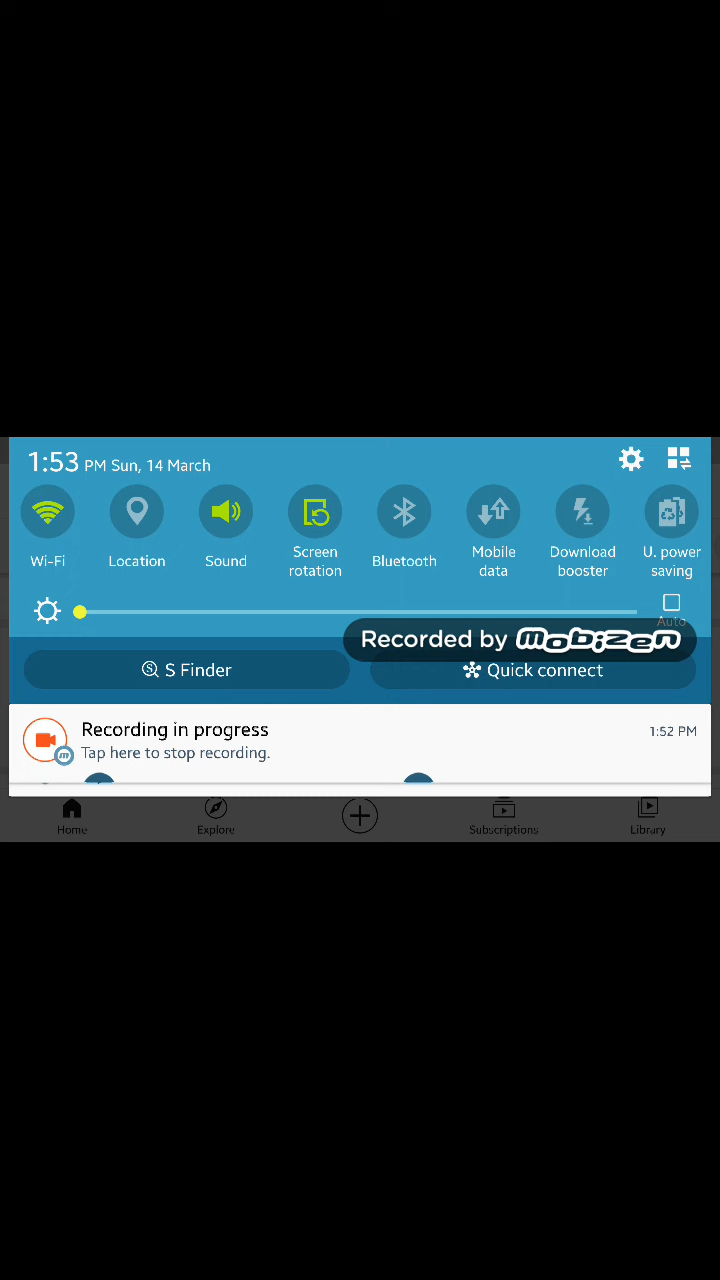 1:53 PM Sun, 14 March
Wi-Fi
Location
Sound
Screen
rotation
Bluetooth
Mobile
data
Download
booster
U. power
saving
Auto
Recorded by mobizen
S Finder
Quick connect
Recording in progress
1:52 PM
Tap here to stop recording.
Home
Explore
Subscriptions
Library